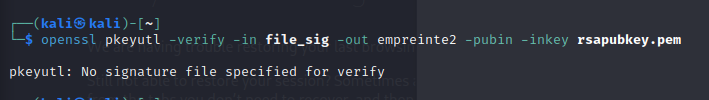 ┌──(kali㉿kali)-[~]
└─$ openssl pkeyutl -verify -in file_sig -out empreinte2 -pubin -inkey rsapubkey.pem
pkeyutl: No signature file specified for verify